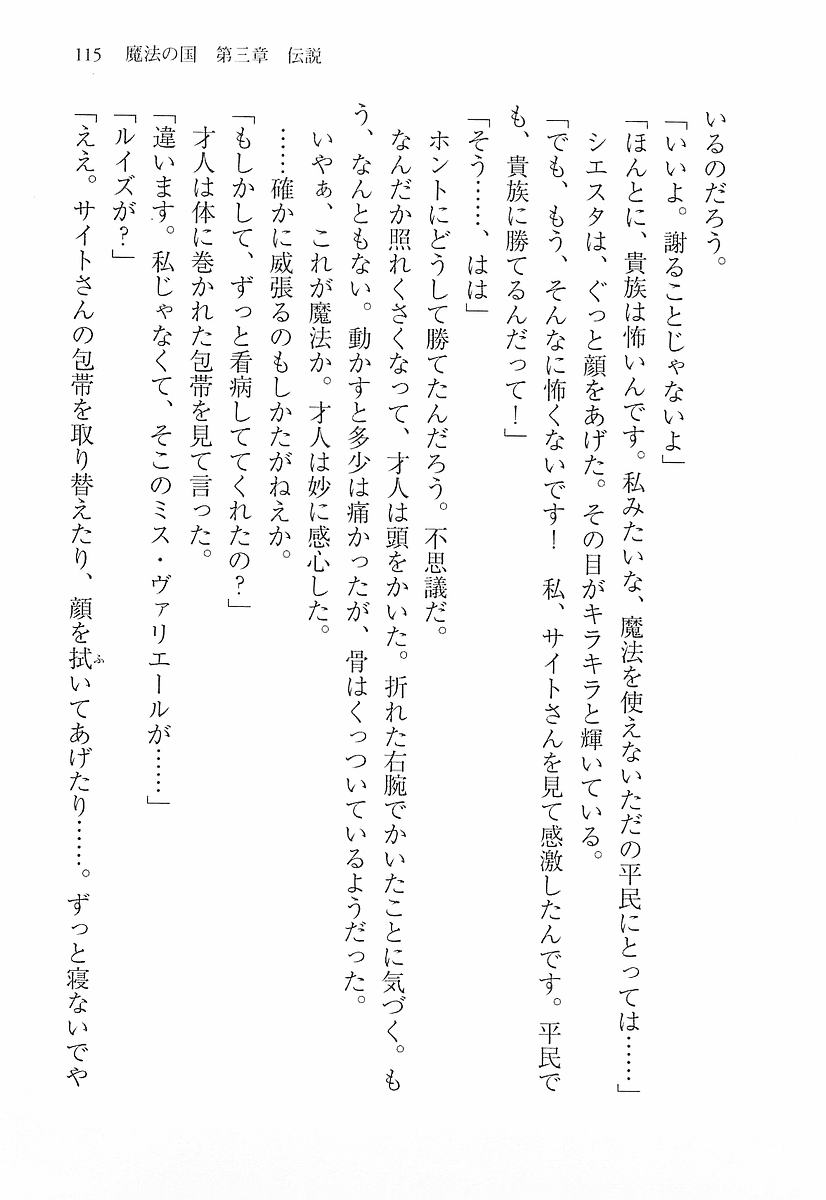 115 魔法の国 第三章 伝説
いるのだろう。
「いいよ。謝ることじゃないよ」
「ほんとに、貴族は怖いんです。私みたいな、魔法を使えないただの平民にとっては……」
シエスタは、ぐっと顔をあげた。その目がキラキラと輝いている。
「でも、もう、そんなに怖くないです！ 私、サイトさんを見て感激したんです。平民で
も、貴族に勝てるんだって！」
「そう……、はは」
ホントにどうして勝てたんだろう。不思議だ。
なんだか照れくさくなって、才人は頭をかいた。折れた右腕でかいたことに気づく。も
う、なんともない。動かすと多少は痛かったが、骨はくっついているようだった。
いやぁ、これが魔法か。才人は妙に感心した。
……確かに威張るのもしかたがねえか。
「もしかして、ずっと看病しててくれたの？」
才人は体に巻かれた包帯を見て言った。
「違います。私じゃなくて、そこのミス・ヴァリエールが……」
「ルイズが？」
「ええ。サイトさんの包帯を取り替えたり、顔を拭ふいてあげたり……。ずっと寝ないでや